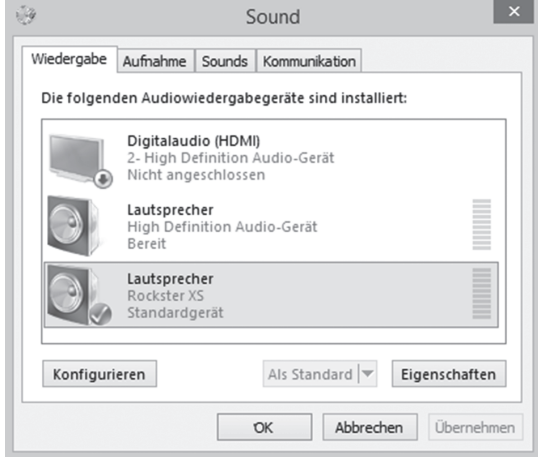 Sound
Wiedergabe Aufnahme Sounds Kommunikation
Die folgenden Audiowiedergabegeräte sind installiert:
Digitalaudio (HDMI)
2- High Definition Audio-Gerät
Nicht angeschlossen
Lautsprecher
High Definition Audio-Gerät
Bereit
Lautsprecher
Rockster XS
Standardgerät
Konfigurieren Als Standard Eigenschaften
OK Abbrechen Übernehmen